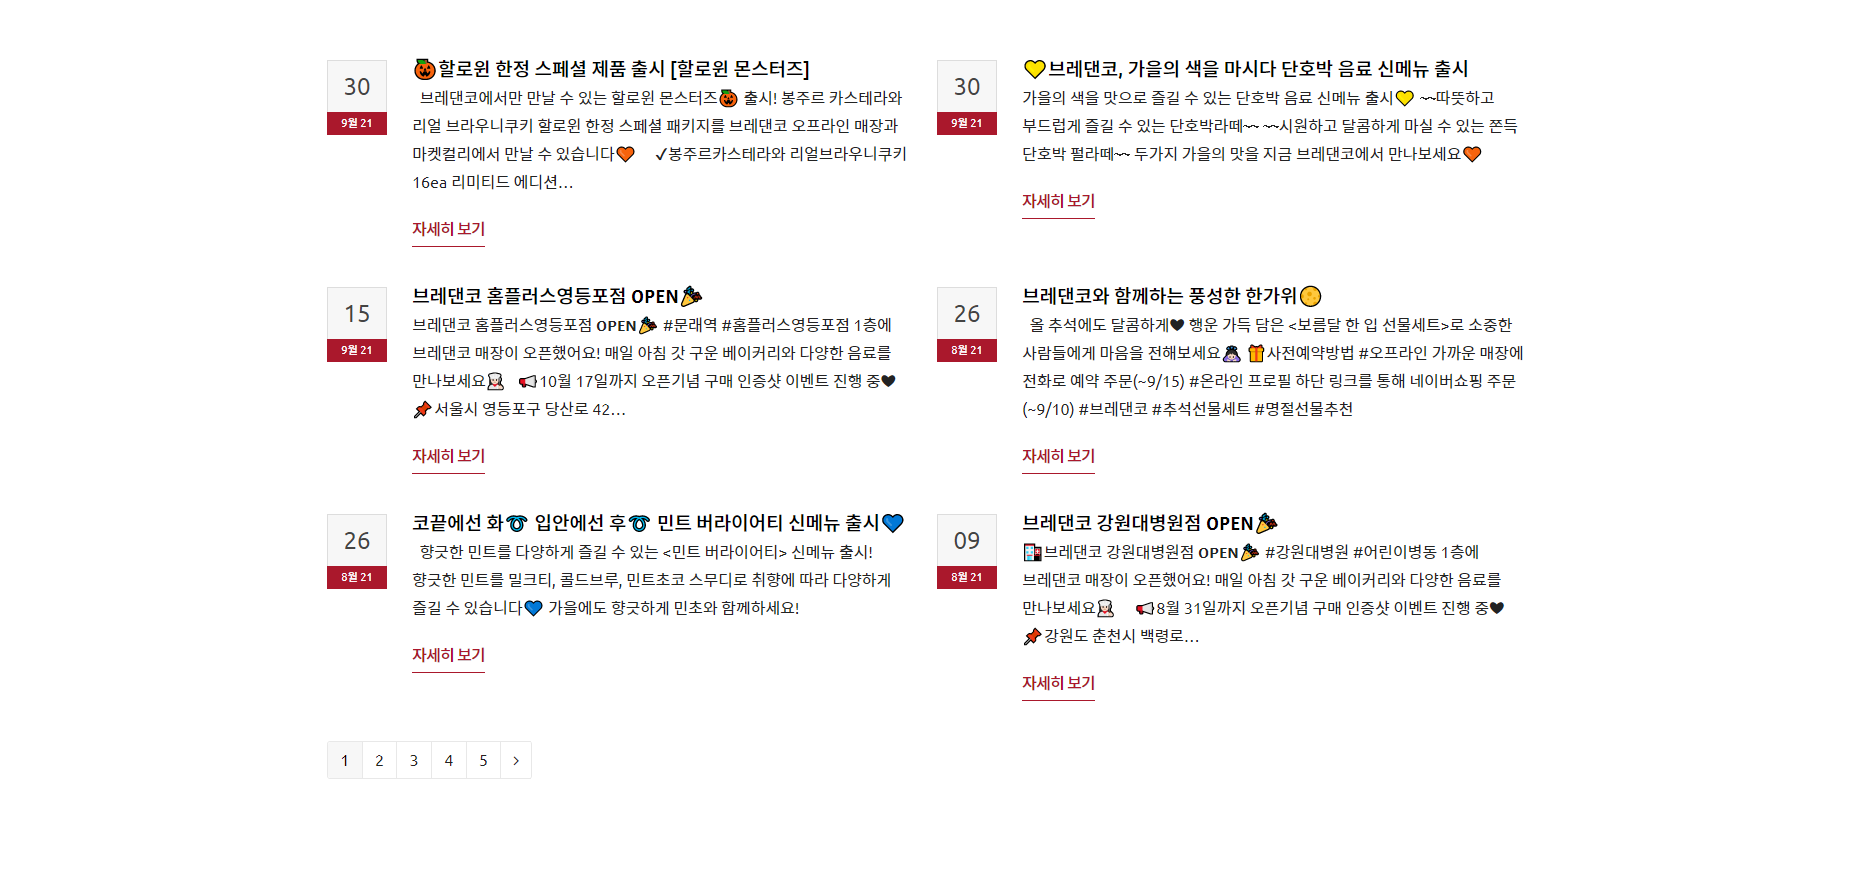 30
9월 21
🎃할로윈 한정 스페셜 제품 출시 [할로윈 몬스터즈]
브레댄코에서만 만날 수 있는 할로윈 몬스터즈🎃 출시! 봉주르 카스테라와
리얼 브라우니쿠키 할로윈 한정 스페셜 패키지를 브레댄코 오프라인 매장과
마켓컬리에서 만날 수 있습니다🧡 ✓봉주르카스테라와 리얼브라우니쿠키
16ea 리미티드 에디션…
자세히 보기
30
9월 21
💛브레댄코, 가을의 색을 마시다 단호박 음료 신메뉴 출시
가을의 색을 맛으로 즐길 수 있는 단호박 음료 신메뉴 출시💛 ~~따뜻하고
부드럽게 즐길 수 있는 단호박라떼~~ ~~시원하고 달콤하게 마실 수 있는 쫀득
단호박 펄라떼~~ 두가지 가을의 맛을 지금 브레댄코에서 만나보세요🧡
자세히 보기
15
9월 21
브레댄코 홈플러스영등포점 OPEN🎉
브레댄코 홈플러스영등포점 OPEN🎉 #문래역 #홈플러스영등포점 1층에
브레댄코 매장이 오픈했어요! 매일 아침 갓 구운 베이커리와 다양한 음료를
만나보세요👨‍🍳 📢10월 17일까지 오픈기념 구매 인증샷 이벤트 진행 중🖤
📌서울시 영등포구 당산로 42…
자세히 보기
26
8월 21
브레댄코와 함께하는 풍성한 한가위🌕
올 추석에도 달콤하게🖤 행운 가득 담은 <보름달 한 입 선물세트>로 소중한
사람들에게 마음을 전해보세요🙇‍♀️ 🎁사전예약방법 #오프라인 가까운 매장에
전화로 예약 주문(~9/15) #온라인 프로필 하단 링크를 통해 네이버쇼핑 주문
(~9/10) #브레댄코 #추석선물세트 #명절선물추천
자세히 보기
26
8월 21
코끝에선 화➰ 입안에선 후➰ 민트 버라이어티 신메뉴 출시💙
향긋한 민트를 다양하게 즐길 수 있는 <민트 버라이어티> 신메뉴 출시!
향긋한 민트를 밀크티, 콜드브루, 민트초코 스무디로 취향에 따라 다양하게
즐길 수 있습니다💙 가을에도 향긋하게 민초와 함께하세요!
자세히 보기
09
8월 21
브레댄코 강원대병원점 OPEN🎉
🏥브레댄코 강원대병원점 OPEN🎉 #강원대병원 #어린이병동 1층에
브레댄코 매장이 오픈했어요! 매일 아침 갓 구운 베이커리와 다양한 음료를
만나보세요👨‍🍳 📢8월 31일까지 오픈기념 구매 인증샷 이벤트 진행 중🖤
📌강원도 춘천시 백령로…
자세히 보기
1 2 3 4 5 >